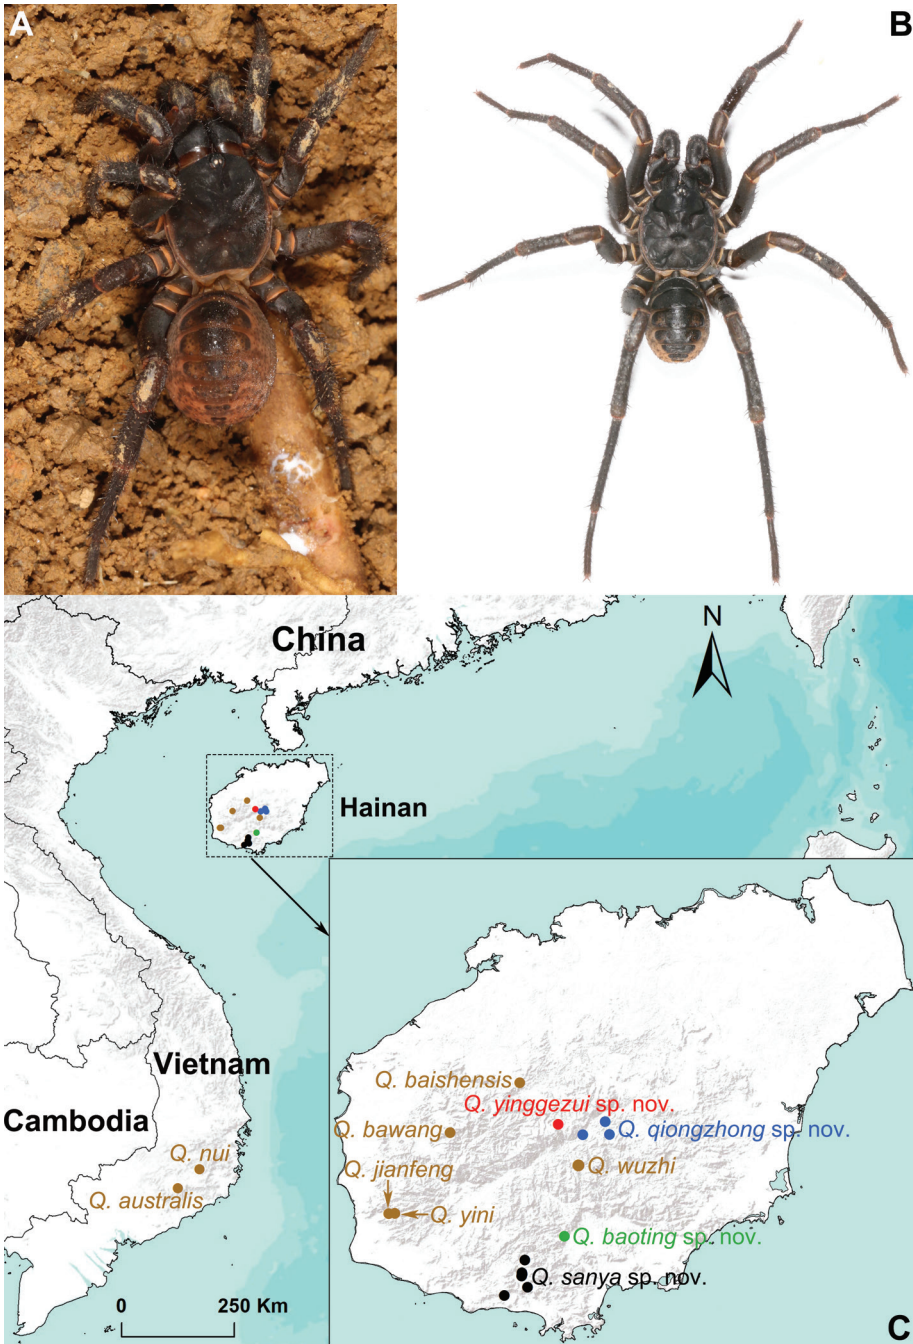 A
B
China
N
Hainan
Vietnam
Cambodia
Q. nui
Q. australis
0 250 Km
Q. baishensis
Q. yinggezui sp. nov.
Q. bawang
Q. qiongzhong sp. nov.
Q. jianfeng
Q. wuzhi
Q. yini
Q. baoting sp. nov.
Q. sanya sp. nov.
C